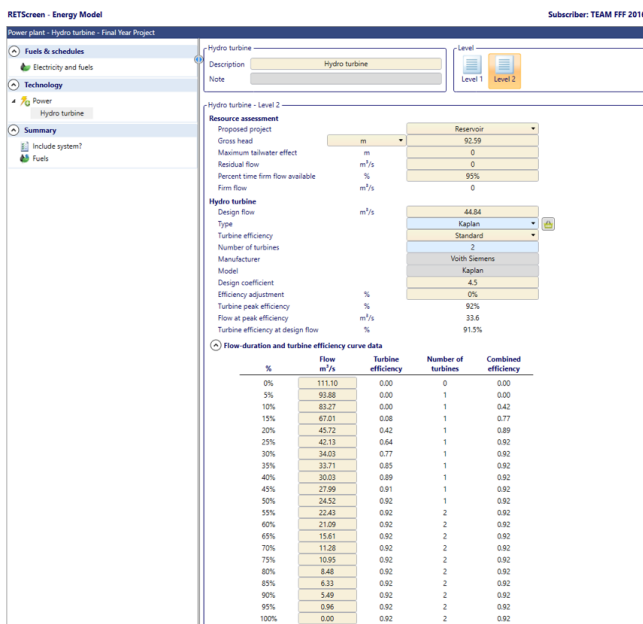 RETScreen - Energy Model
Subscriber: TEAM FFF 2016
Power plant - Hydro turbine - Final Year Project
Fuels & schedules
Electricity and fuels
Technology
Power
Hydro turbine
Summary
Include system?
Fuels
Hydro turbine
Description Hydro turbine
Note
Level
Level 1 Level 2
Hydro turbine - Level 2
Resource assessment
Proposed project Reservoir
Gross head m 92.59
Maximum tailwater effect m 0
Residual flow m³/s 0
Percent time firm flow available % 95%
Firm flow m³/s 0
Hydro turbine
Design flow m³/s 44.84
Type Kaplan
Turbine efficiency Standard
Number of turbines 2
Manufacturer Voith Siemens
Model Kaplan
Design coefficient 4.5
Efficiency adjustment % 0%
Turbine peak efficiency % 92%
Flow at peak efficiency m³/s 33.6
Turbine efficiency at design flow % 91.5%
Flow-duration and turbine efficiency curve data
Flow Turbine Number of Combined
% m³/s efficiency turbines efficiency
0% 111.10 0.00 0 0.00
5% 93.88 0.00 1 0.00
10% 83.27 0.00 1 0.42
15% 67.01 0.08 1 0.77
20% 45.72 0.42 1 0.89
25% 42.13 0.64 1 0.92
30% 34.03 0.77 1 0.92
35% 33.71 0.85 1 0.92
40% 30.03 0.89 1 0.92
45% 27.99 0.91 1 0.92
50% 24.52 0.92 1 0.92
55% 22.43 0.92 2 0.92
60% 21.09 0.92 2 0.92
65% 15.61 0.92 2 0.92
70% 11.28 0.92 2 0.92
75% 10.95 0.92 2 0.92
80% 8.48 0.92 2 0.92
85% 6.33 0.92 2 0.92
90% 5.49 0.92 2 0.92
95% 0.96 0.92 2 0.92
100% 0.00 0.92 2 0.92